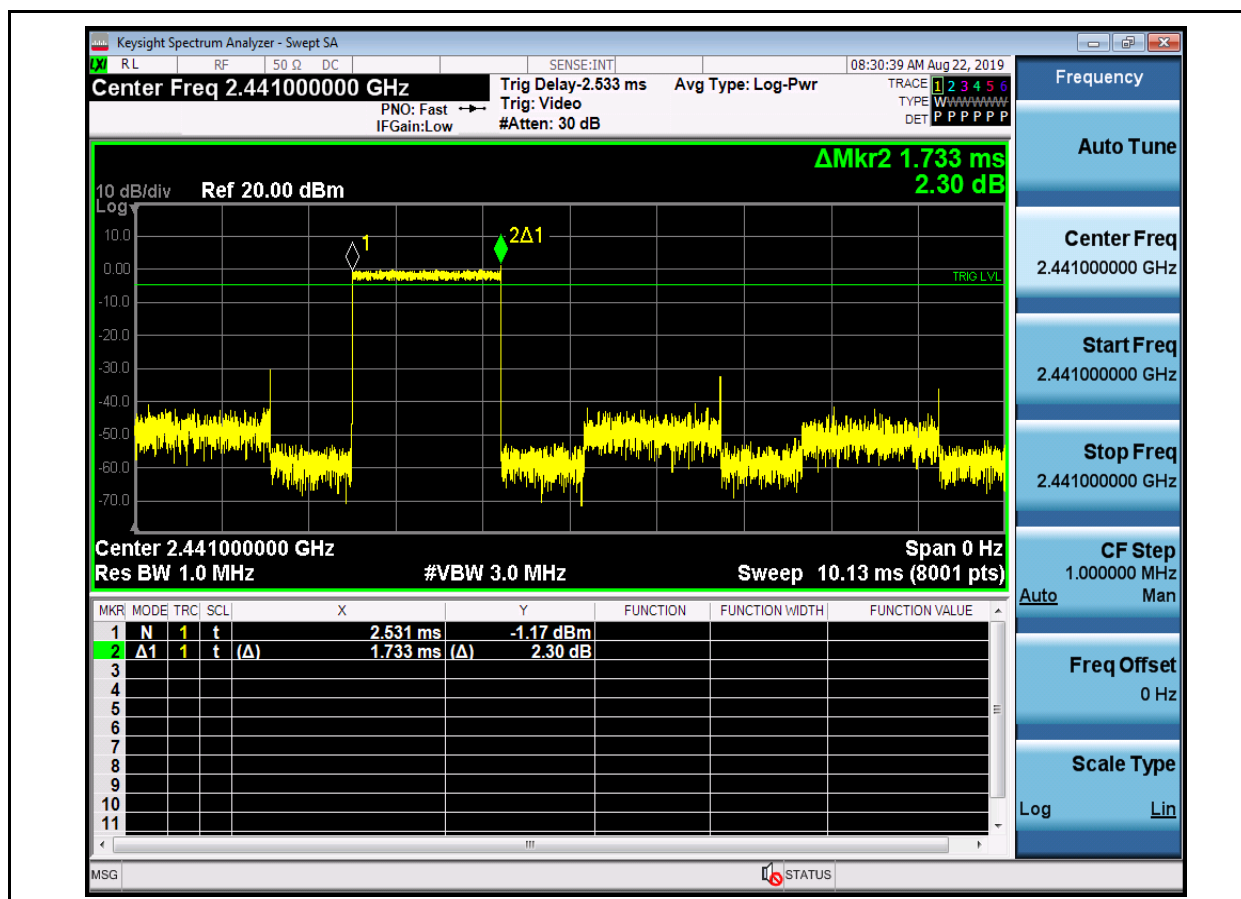 Keysight Spectrum Analyzer - Swept SA
LXI RL RF 50 Ω DC SENSE:INT 08:30:39 AM Aug 22, 2019
Center Freq 2.441000000 GHz
PNO: Fast
IFGain:Low
Trig Delay-2.533 ms
Trig: Video
#Atten: 30 dB
Avg Type: Log-Pwr
TRACE 1 2 3 4 5 6
TYPE WWWWWW
DET P P P P P P
ΔMkr2 1.733 ms
2.30 dB
10 dB/div Ref 20.00 dBm
Log
10.0
0.00
-10.0
-20.0
-30.0
-40.0
-50.0
-60.0
-70.0
1
2Δ1
TRIG LVL
Center 2.441000000 GHz Span 0 Hz
Res BW 1.0 MHz #VBW 3.0 MHz Sweep 10.13 ms (8001 pts)
MKR MODE TRC SCL X Y FUNCTION FUNCTION WIDTH FUNCTION VALUE
1 N 1 t 2.531 ms -1.17 dBm
2 Δ1 1 t (Δ) 1.733 ms (Δ) 2.30 dB
3
4
5
6
7
8
9
10
11
MSG STATUS
Frequency
Auto Tune
Center Freq
2.441000000 GHz
Start Freq
2.441000000 GHz
Stop Freq
2.441000000 GHz
CF Step
1.000000 MHz
Auto Man
Freq Offset
0 Hz
Scale Type
Log Lin